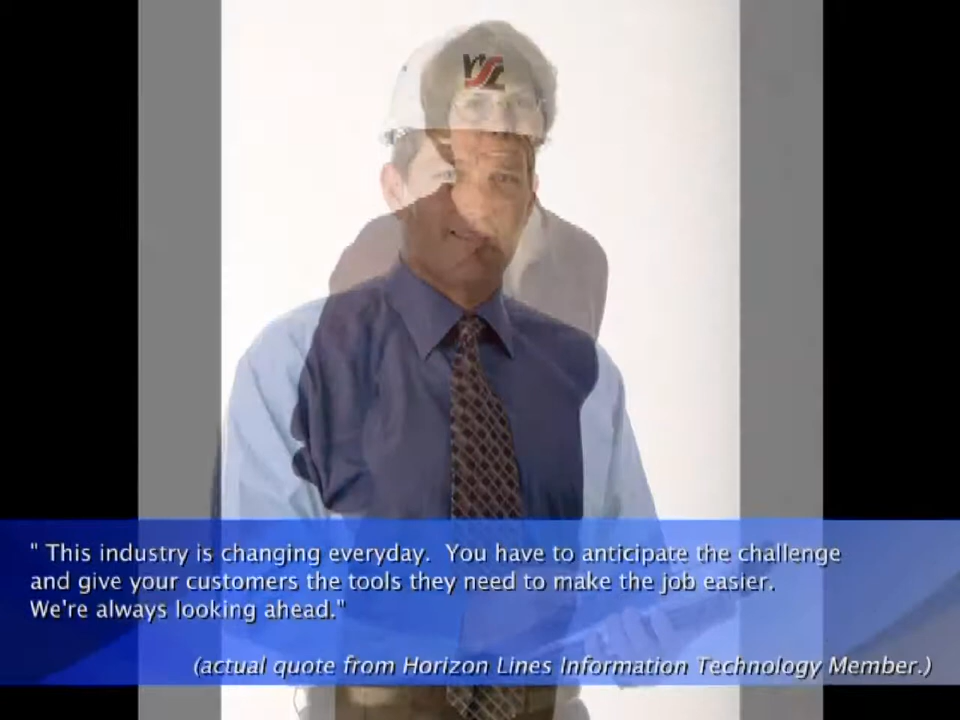 " This industry is changing everyday. You have to anticipate the challenge
and give your customers the tools they need to make the job easier.
We're always looking ahead."
(actual quote from Horizon Lines Information Technology Member.)